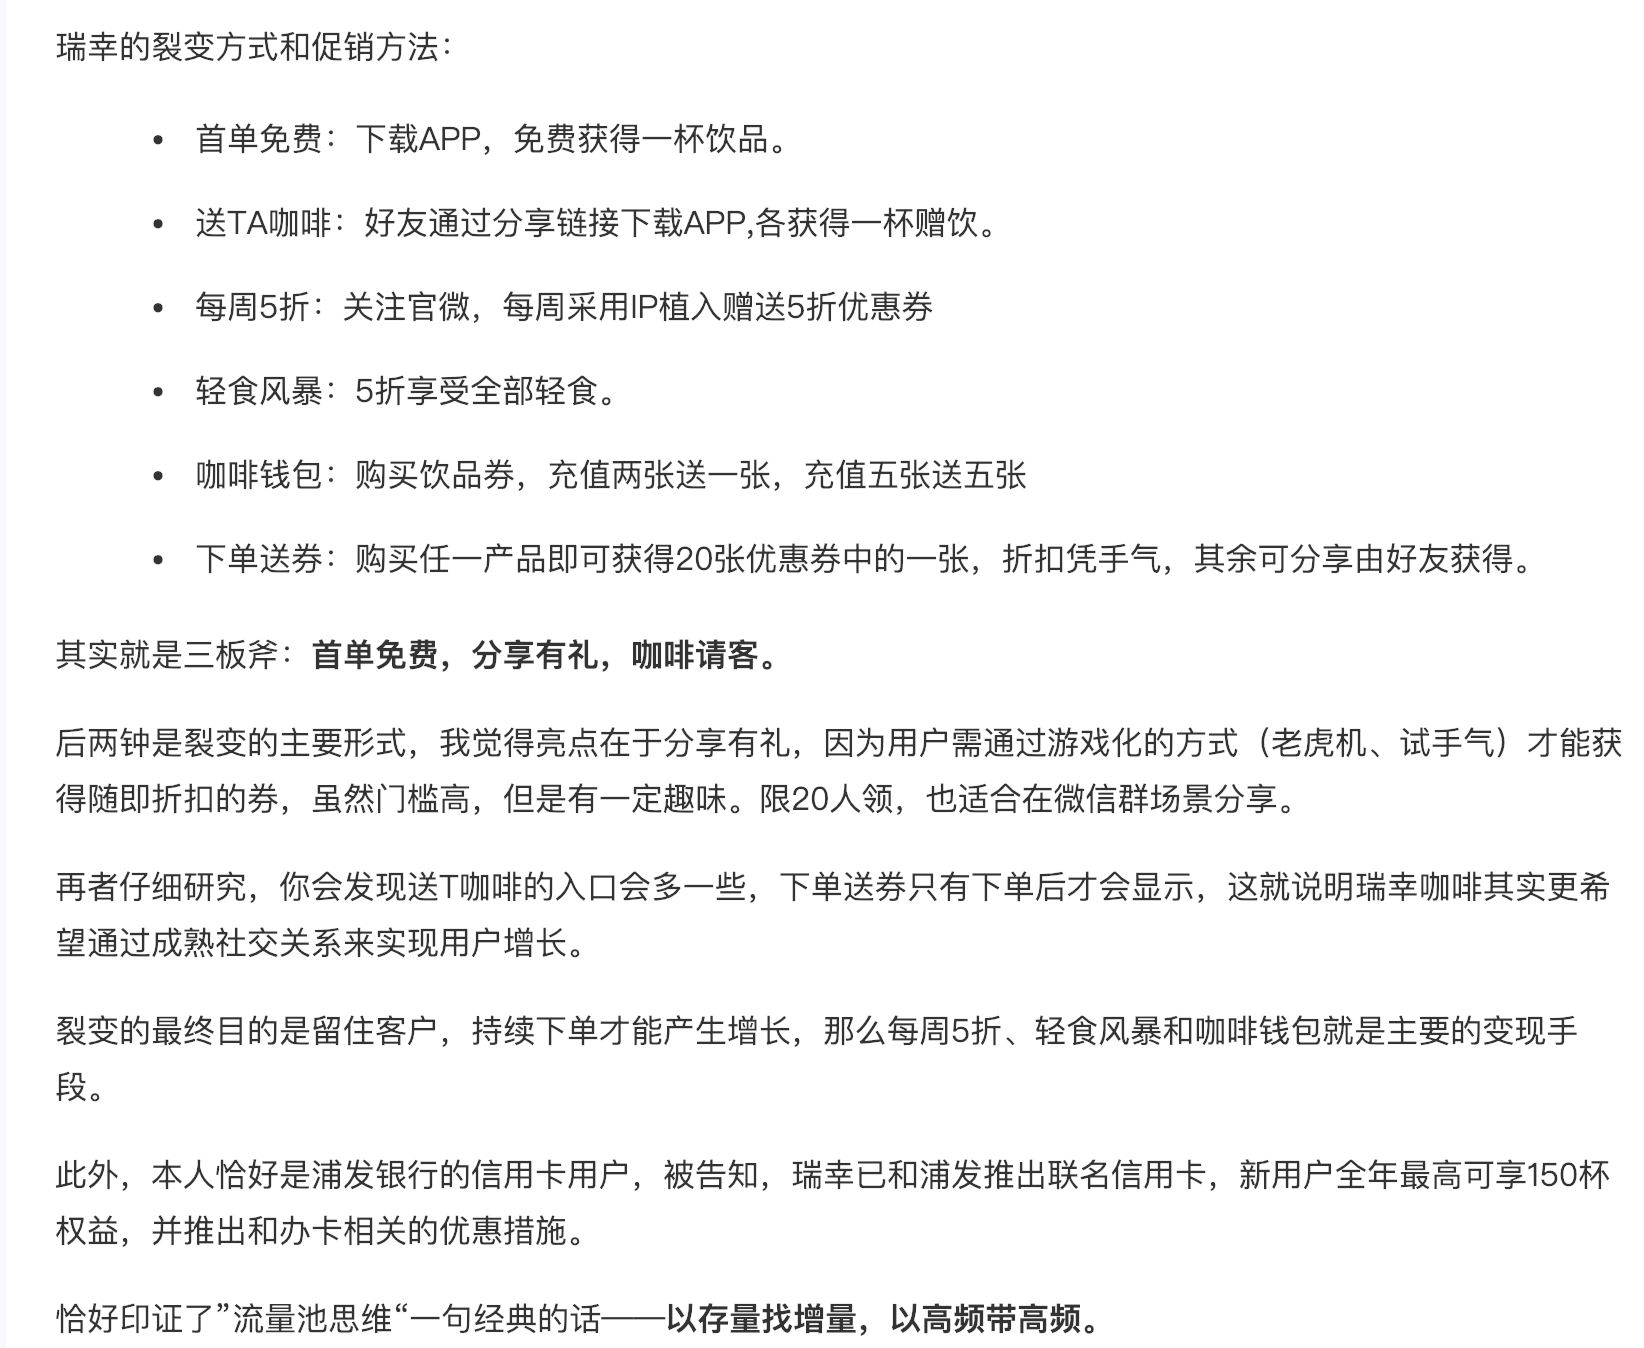 瑞幸的裂变方式和促销方法：
• 首单免费：下载APP，免费获得一杯饮品。
• 送TA咖啡：好友通过分享链接下载APP,各获得一杯赠饮。
• 每周5折：关注官微，每周采用IP植入赠送5折优惠券
• 轻食风暴：5折享受全部轻食。
• 咖啡钱包：购买饮品券，充值两张送一张，充值五张送五张
• 下单送券：购买任一产品即可获得20张优惠券中的一张，折扣凭手气，其余可分享由好友获得。
其实就是三板斧：首单免费，分享有礼，咖啡请客。
后两钟是裂变的主要形式，我觉得亮点在于分享有礼，因为用户需通过游戏化的方式（老虎机、试手气）才能获
得随即折扣的券，虽然门槛高，但是有一定趣味。限20人领，也适合在微信群场景分享。
再者仔细研究，你会发现送T咖啡的入口会多一些，下单送券只有下单后才会显示，这就说明瑞幸咖啡其实更希
望通过成熟社交关系来实现用户增长。
裂变的最终目的是留住客户，持续下单才能产生增长，那么每周5折、轻食风暴和咖啡钱包就是主要的变现手
段。
此外，本人恰好是浦发银行的信用卡用户，被告知，瑞幸已和浦发推出联名信用卡，新用户全年最高可享150杯
权益，并推出和办卡相关的优惠措施。
恰好印证了”流量池思维“一句经典的话——以存量找增量，以高频带高频。